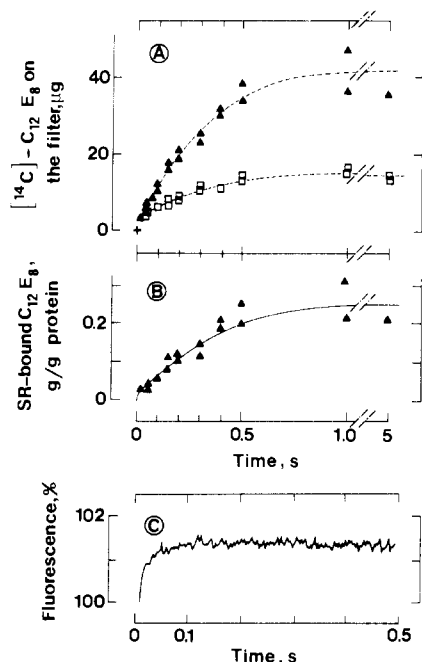 A
[¹⁴C] - C₁₂ E₈ on
the filter, µg
40
20
0
B
SR-bound C₁₂ E₈,
g/g protein
0.2
0
0 0.5 1.0 5
Time, s
C
Fluorescence, %
102
100
0 0.1 0.5
Time, s